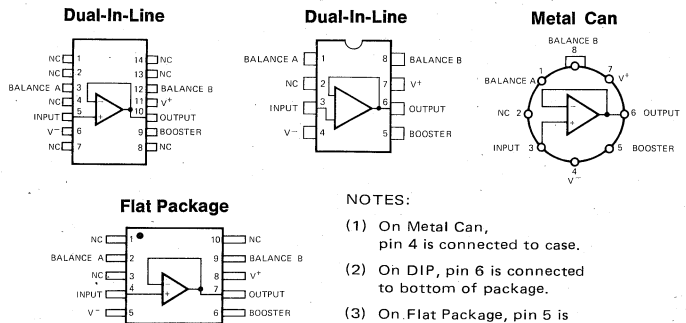 Dual-In-Line
NC 1 14 NC
NC 2 13 NC
BALANCE A 3 12 BALANCE B
NC 4 11 V+
INPUT 5 10 OUTPUT
V− 6 9 BOOSTER
NC 7 8 NC
Dual-In-Line
BALANCE A 1 8 BALANCE B
NC 2 7 V+
INPUT 3 6 OUTPUT
V− 4 5 BOOSTER
Metal Can
BALANCE B
8
BALANCE A 1 7 V+
NC 2 6 OUTPUT
INPUT 3 5 BOOSTER
4
V−
Flat Package
NC 1 10 NC
BALANCE A 2 9 BALANCE B
NC 3 8 V+
INPUT 4 7 OUTPUT
V− 5 6 BOOSTER
NOTES:
(1) On Metal Can,
pin 4 is connected to case.
(2) On DIP, pin 6 is connected
to bottom of package.
(3) On Flat Package, pin 5 is